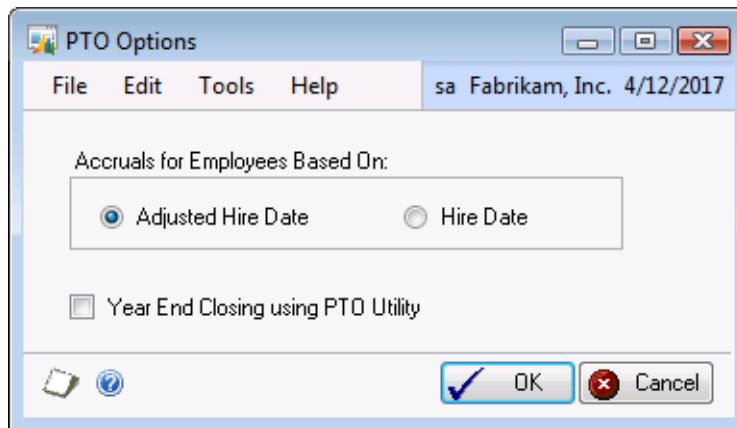 PTO Options
File Edit Tools Help sa Fabrikam, Inc. 4/12/2017
Accruals for Employees Based On:
Adjusted Hire Date Hire Date
Year End Closing using PTO Utility
OK Cancel